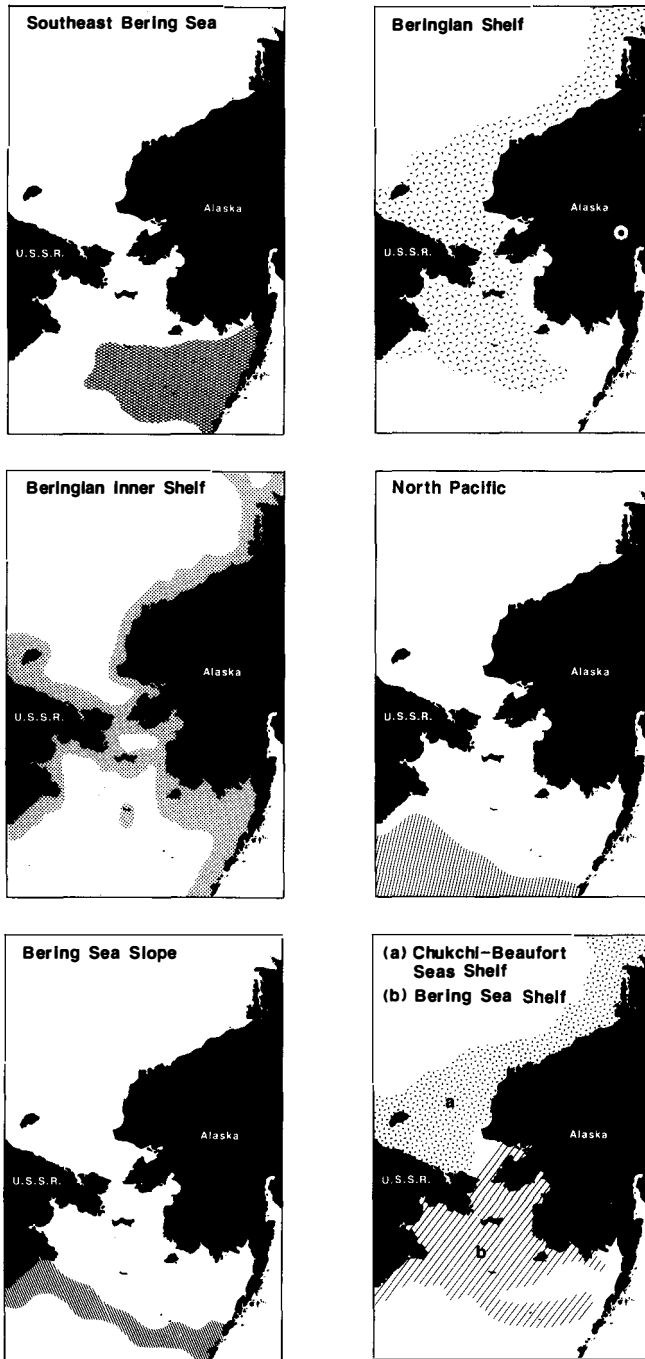 Southeast Bering Sea
Alaska
U.S.S.R.
Beringian Shelf
Alaska
U.S.S.R.
Beringian Inner Shelf
Alaska
U.S.S.R.
North Pacific
Alaska
U.S.S.R.
Bering Sea Slope
Alaska
U.S.S.R.
(a) Chukchi-Beaufort
Seas Shelf
(b) Bering Sea Shelf
a
Alaska
U.S.S.R.
b